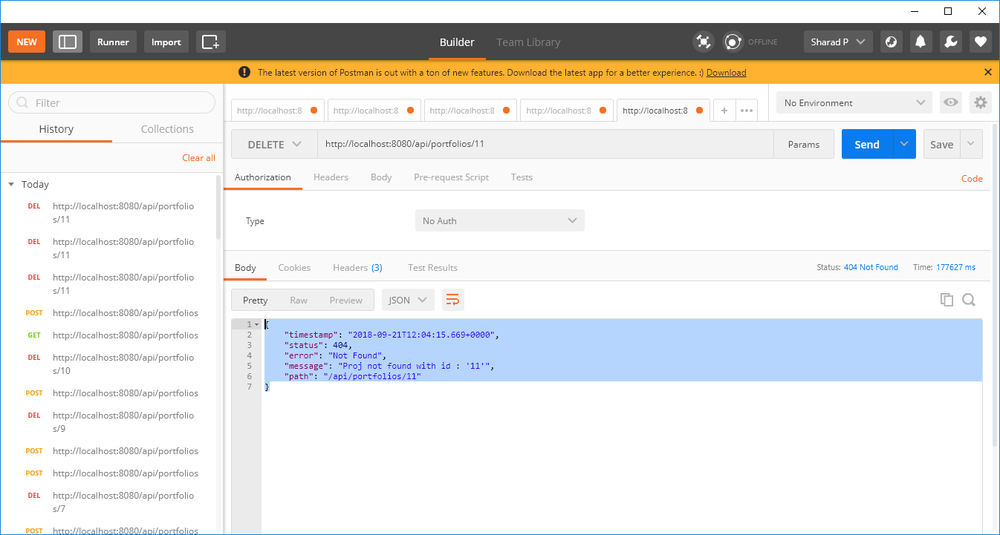 NEW
Runner
Import
Builder
Team Library
OFFLINE
Sharad P
The latest version of Postman is out with a ton of new features. Download the latest app for a better experience. :) Download
Filter
History
Collections
Clear all
Today
DEL http://localhost:8080/api/portfolio
s/11
DEL http://localhost:8080/api/portfolio
s/11
DEL http://localhost:8080/api/portfolio
s/11
POST http://localhost:8080/api/portfolios
GET http://localhost:8080/api/portfolios
DEL http://localhost:8080/api/portfolio
s/10
POST http://localhost:8080/api/portfolios
DEL http://localhost:8080/api/portfolio
s/9
POST http://localhost:8080/api/portfolios
POST http://localhost:8080/api/portfolios
DEL http://localhost:8080/api/portfolio
s/7
POST http://localhost:8080/api/portfolios
http://localhost:8
http://localhost:8
http://localhost:8
http://localhost:8
http://localhost:8
No Environment
DELETE
http://localhost:8080/api/portfolios/11
Params
Send
Save
Authorization
Headers
Body
Pre-request Script
Tests
Code
Type
No Auth
Body
Cookies
Headers (3)
Test Results
Status: 404 Not Found
Time: 177627 ms
Pretty
Raw
Preview
JSON
1 {
2 "timestamp": "2018-09-21T12:04:15.669+0000",
3 "status": 404,
4 "error": "Not Found",
5 "message": "Proj not found with id : '11'",
6 "path": "/api/portfolios/11"
7 }